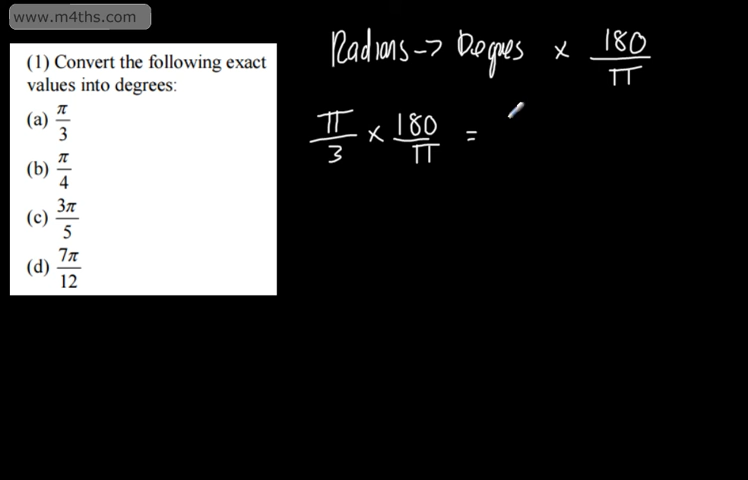 www.m4ths.com
(1) Convert the following exact
values into degrees:
(a) π/3
(b) π/4
(c) 3π/5
(d) 7π/12
Radians -> Degrees × 180/π
π/3 × 180/π =